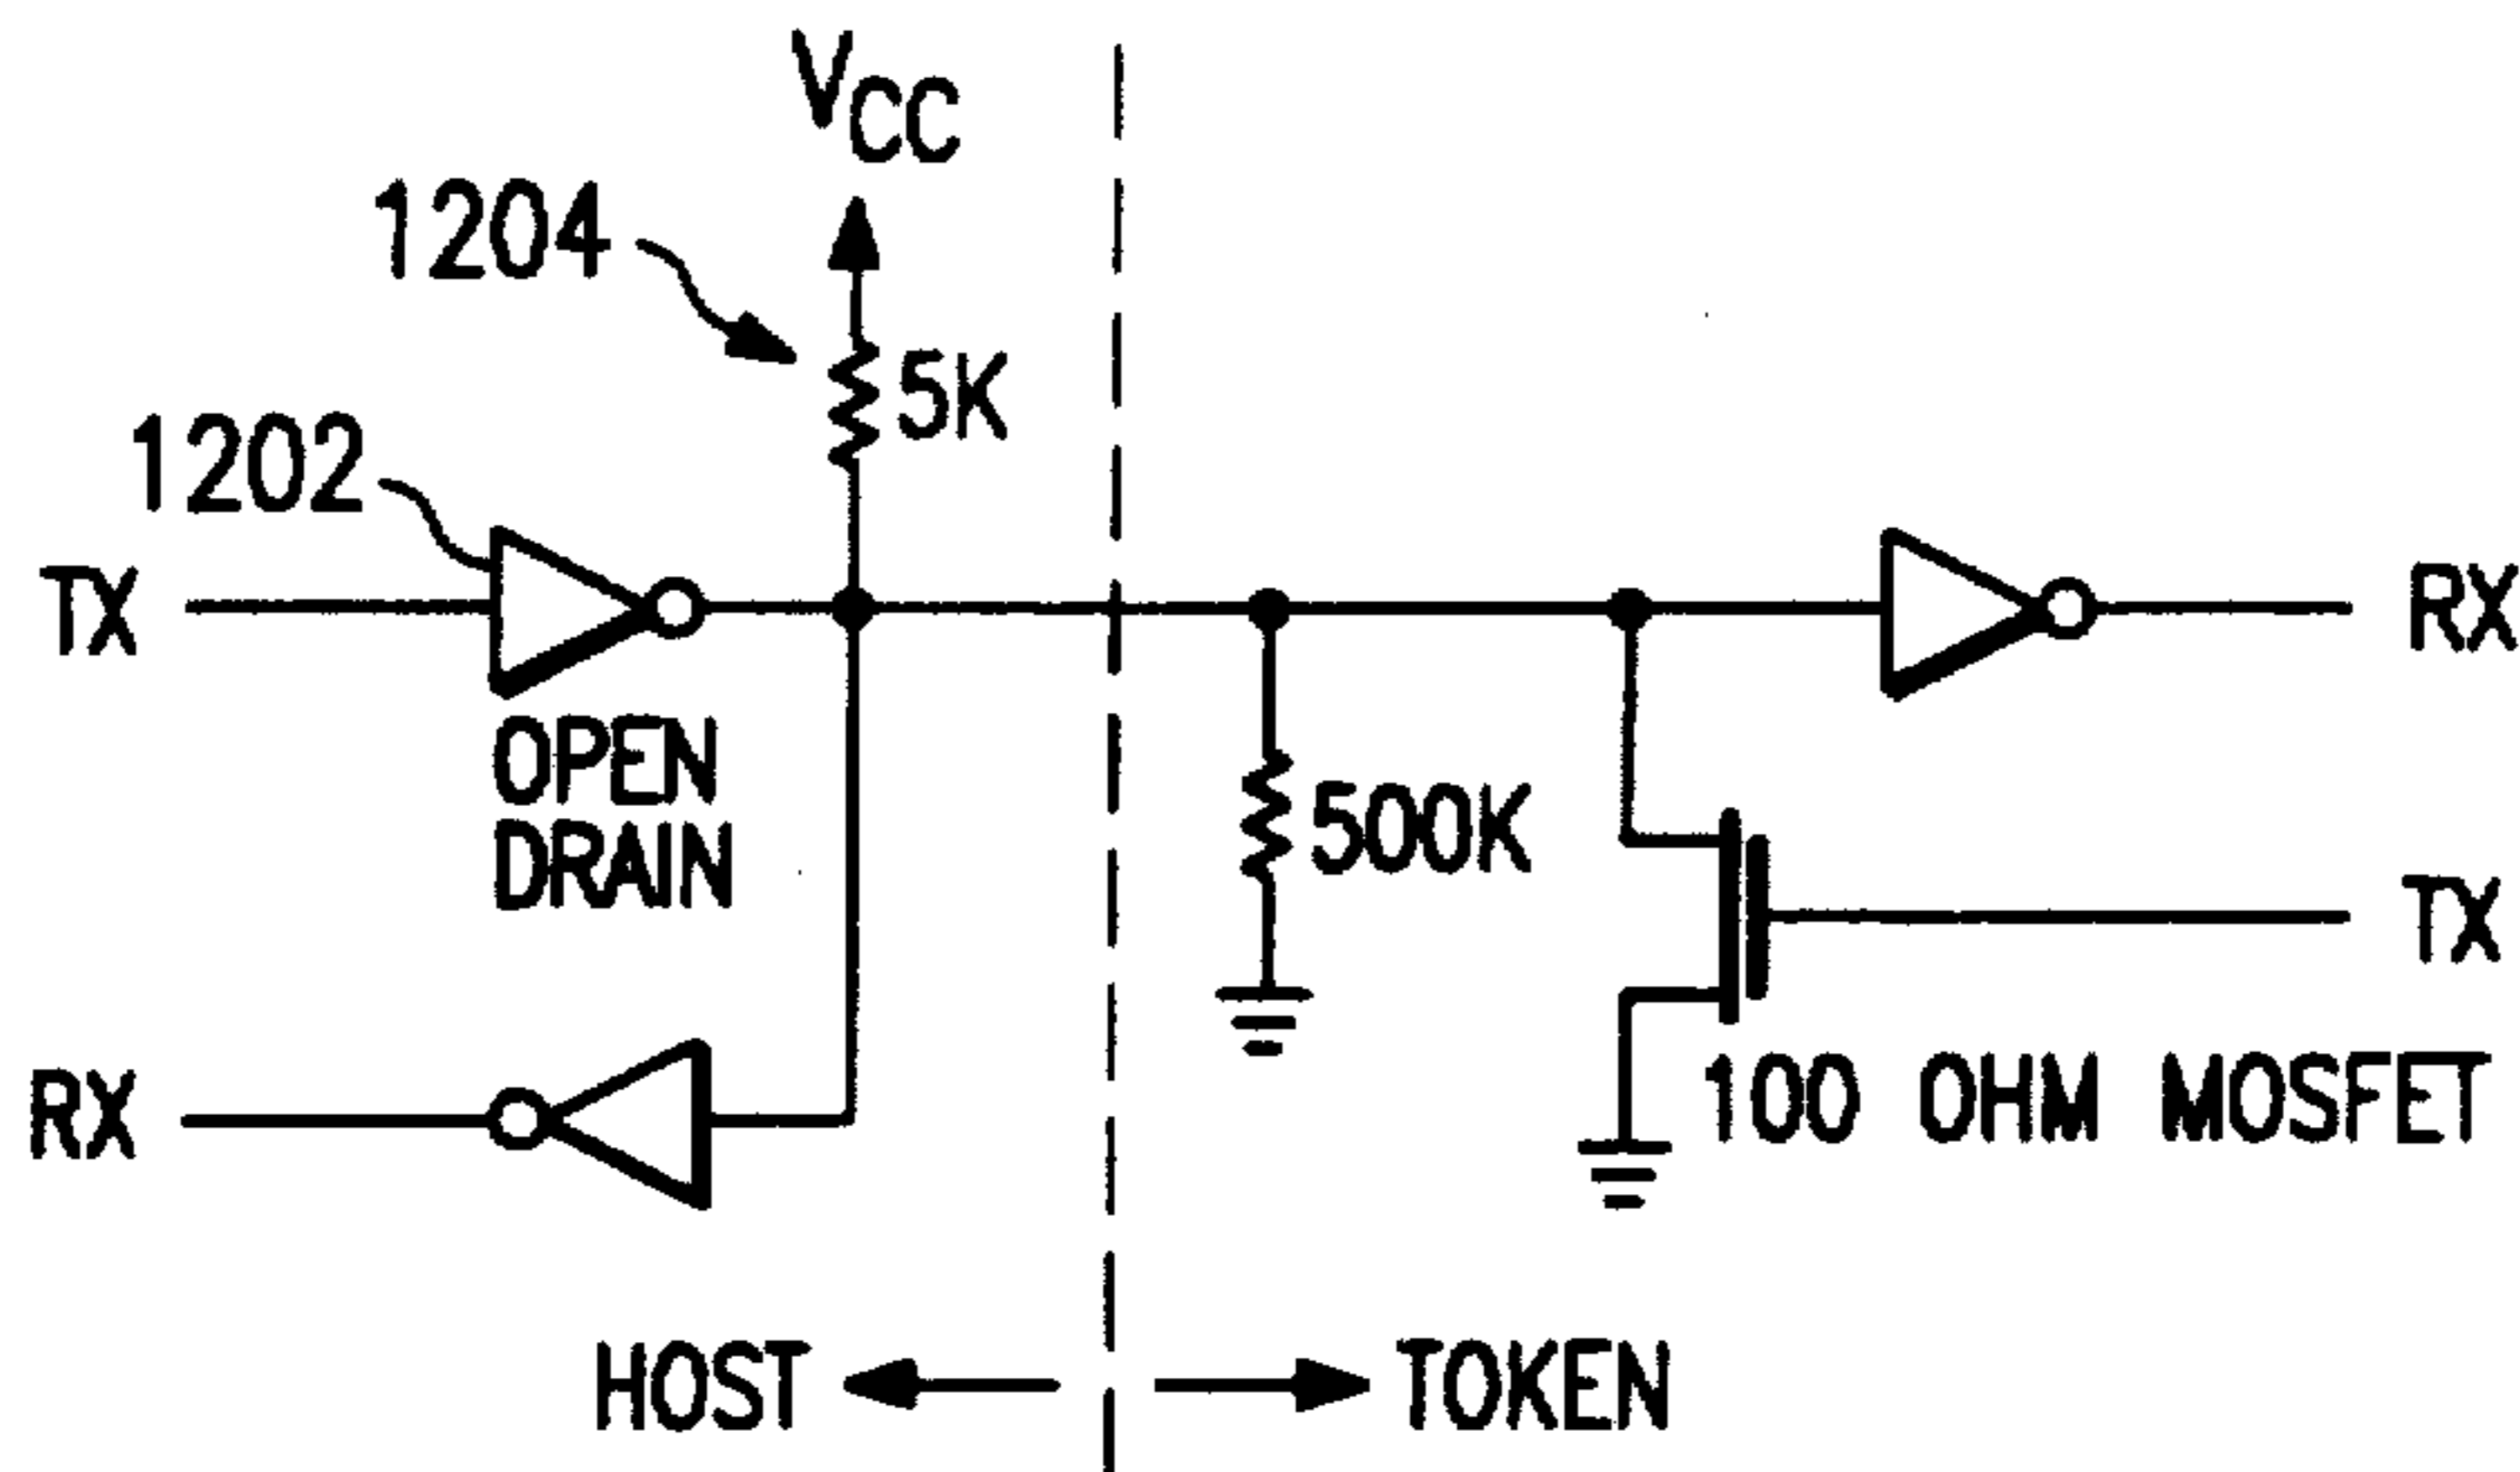 VCC
1204
5K
1202
TX
RX
OPEN
DRAIN
500K
TX
RX
100 OHM MOSFET
HOST
TOKEN